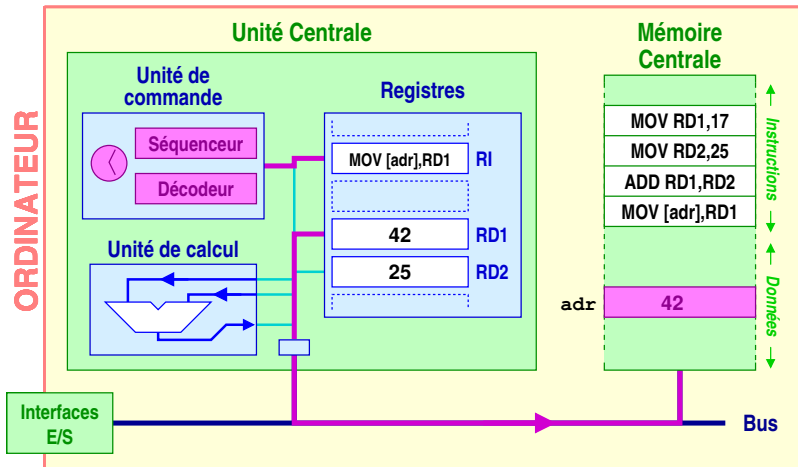 ORDINATEUR
Unité Centrale
Unité de
commande
Séquenceur
Décodeur
Unité de calcul
Registres
MOV [adr],RD1 RI
42 RD1
25 RD2
Mémoire
Centrale
MOV RD1,17
MOV RD2,25
ADD RD1,RD2
MOV [adr],RD1
adr 42
Instructions
Données
Interfaces
E/S
Bus